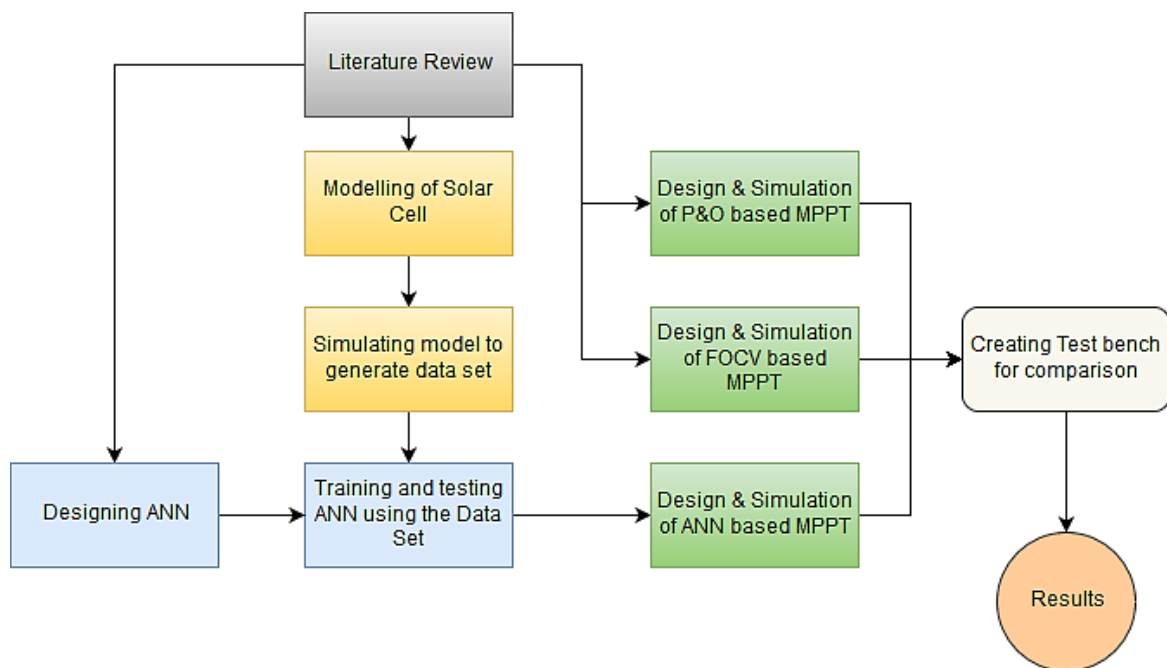 Literature Review
Modelling of Solar
Cell
Design & Simulation
of P&O based MPPT
Simulating model to
generate data set
Design & Simulation
of FOCV based
MPPT
Creating Test bench
for comparison
Designing ANN
Training and testing
ANN using the Data
Set
Design & Simulation
of ANN based MPPT
Results